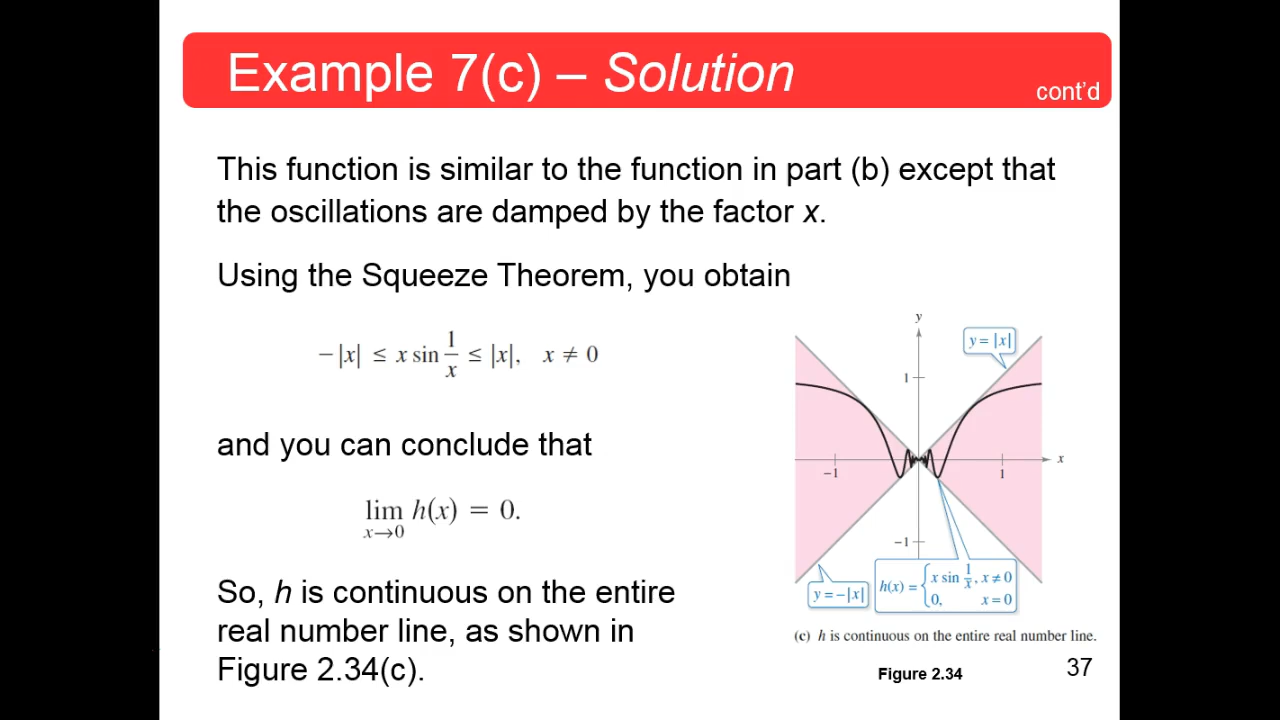 Example 7(c) – Solution
cont'd
This function is similar to the function in part (b) except that
the oscillations are damped by the factor x.
Using the Squeeze Theorem, you obtain
−|x| ≤ x sin 1/x ≤ |x|, x ≠ 0
and you can conclude that
lim h(x) = 0.
x→0
So, h is continuous on the entire
real number line, as shown in
Figure 2.34(c).
y
y = |x|
1
x
−1
1
−1
y = −|x|
h(x) = { x sin 1/x, x ≠ 0
0, x = 0
(c) h is continuous on the entire real number line.
Figure 2.34
37